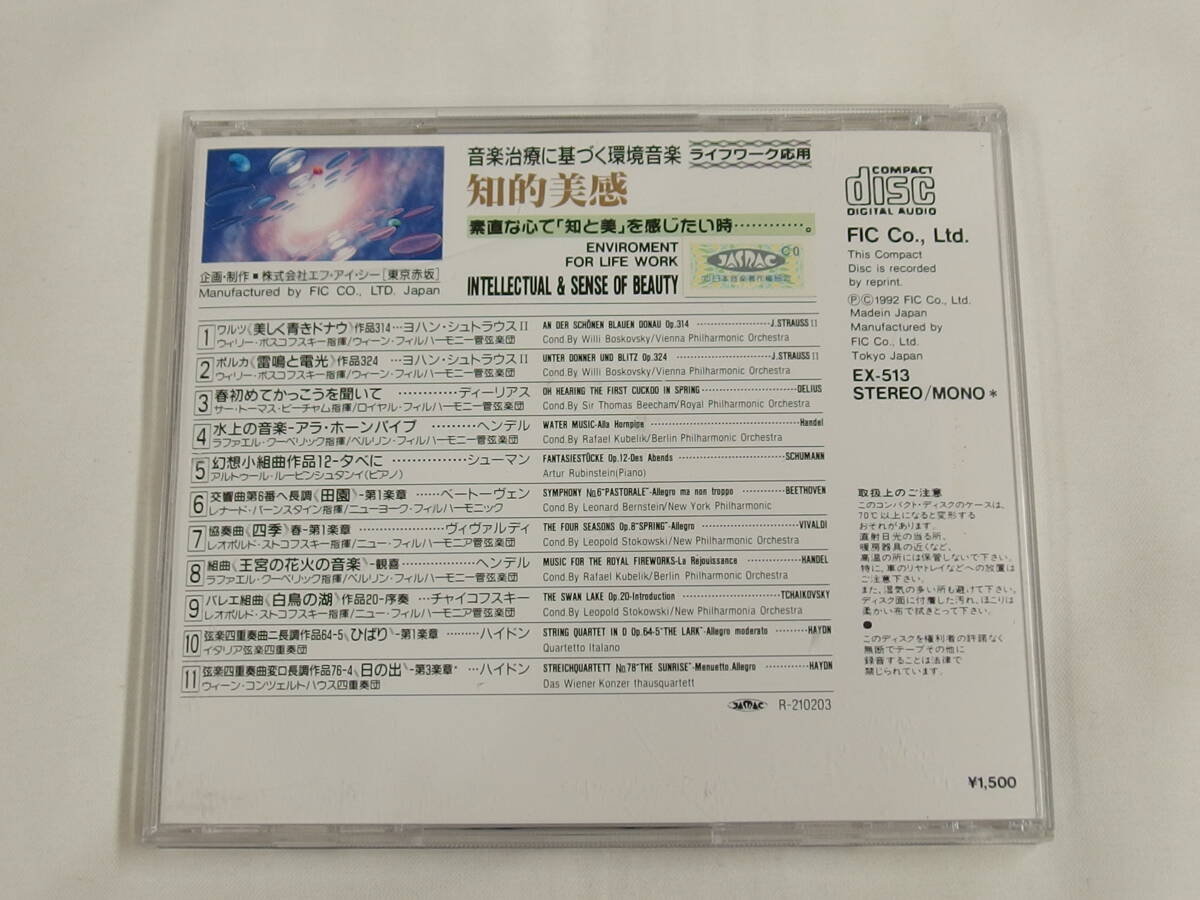 音楽治療に基づく環境音楽 ライフワーク応用
知的美感
素直な心で「知と美」を感じたい時…………。
ENVIROMENT
FOR LIFE WORK
INTELLECTUAL & SENSE OF BEAUTY
JASRAC
企画・制作■株式会社エフ・アイ・シー[東京赤坂]
Manufactured by FIC CO., LTD. Japan
1 ワルツ《美しく青きドナウ》作品314…ヨハン・シュトラウスII
ウィリー・ボスコフスキー指揮/ウィーン・フィルハーモニー管弦楽団
AN DER SCHÖNEN BLAUEN DONAU Op.314 J.STRAUSS II
Cond.By Willi Boskovsky/Vienna Philharmonic Orchestra
2 ポルカ《雷鳴と電光》作品324…ヨハン・シュトラウスII
ウィリー・ボスコフスキー指揮/ウィーン・フィルハーモニー管弦楽団
UNTER DONNER UND BLITZ Op.324 J.STRAUSS II
Cond.By Willi Boskovsky/Vienna Philharmonic Orchestra
3 春初めてかっこうを聞いて…………ディーリアス
サー・トーマス・ビーチャム指揮/ロイヤル・フィルハーモニー管弦楽団
OH HEARING THE FIRST CUCKOO IN SPRING DELIUS
Cond.By Sir Thomas Beecham/Royal Philharmonic Orchestra
4 水上の音楽-アラ・ホーンパイプ………ヘンデル
ラファエル・クーベリック指揮/ベルリン・フィルハーモニー管弦楽団
WATER MUSIC-Alla Hornpipe Handel
Cond.By Rafael Kubelik/Berlin Philharmonic Orchestra
5 幻想小組曲作品12-夕べに……………シューマン
アルトゥール・ルービンシュタンイ(ピアノ)
FANTASIESTÜCKE Op.12-Des Abends SCHUMANN
Artur Rubinstein(Piano)
6 交響曲第6番ヘ長調《田園》-第1楽章……ベートーヴェン
レナード・バーンスタイン指揮/ニューヨーク・フィルハーモニック
SYMPHONY No.6"PASTORALE"-Allegro ma non troppo BEETHOVEN
Cond.By Leonard Bernstein/New York Philharmonic
7 協奏曲《四季》春-第1楽章…………ヴィヴァルディ
レオポルド・ストコフスキー指揮/ニュー・フィルハーモニア管弦楽団
THE FOUR SEASONS Op.8"SPRING"-Allegro VIVALDI
Cond.By Leopold Stokowski/New Philharmonic Orchestra
8 組曲《王宮の花火の音楽》-観喜…………ヘンデル
ラファエル・クーベリック指揮/ベルリン・フィルハーモニー管弦楽団
MUSIC FOR THE ROYAL FIREWORKS-La Rejouissance HANDEL
Cond.By Rafael Kubelik/Berlin Philharmonic Orchestra
9 バレエ組曲《白鳥の湖》作品20-序奏…チャイコフスキー
レオポルド・ストコフスキー指揮/ニュー・フィルハーモニア管弦楽団
THE SWAN LAKE Op.20-Introduction TCHAIKOVSKY
Cond.By Leopold Stokowski/New Philharmonia Orchestra
10 弦楽四重奏曲ニ長調作品64-5《ひばり》-第1楽章………ハイドン
イタリア弦楽四重奏団
STRING QUARTET IN D Op.64-5"THE LARK"-Allegro moderato HAYDN
Quartetto Italano
11 弦楽四重奏曲変ロ長調作品76-4《日の出》-第3楽章*…ハイドン
ウィーン・コンツェルトハウス四重奏団
STREICHQUARTETT No.78"THE SUNRISE"-Menuetto.Allegro HAYDN
Das Wiener Konzer thausquartett
JASRAC R-210203
COMPACT
disc
DIGITAL AUDIO
FIC Co., Ltd.
This Compact
Disc is recorded
by reprint.
ⓅⒸ1992 FIC Co., Ltd.
Madein Japan
Manufactured by
FIC Co., Ltd.
Tokyo Japan
EX-513
STEREO/MONO*
取扱上のご注意
このコンパクト・ディスクのケースは、
70℃以上になると変形する
おそれがあります。
直射日光の当る所、
暖房器具の近くなど、
高温の所には保管しないで下さい。
特に、車のリヤトレイなどへの放置は
ご注意下さい。
また、湿気の多い所も避けて下さい。
ディスク面に付着した汚れ、ほこりは
柔かい布で拭きとって下さい。
●
このディスクを権利者の許諾なく
無断でテープその他に
録音することは法律で
禁じられています。
¥1,500